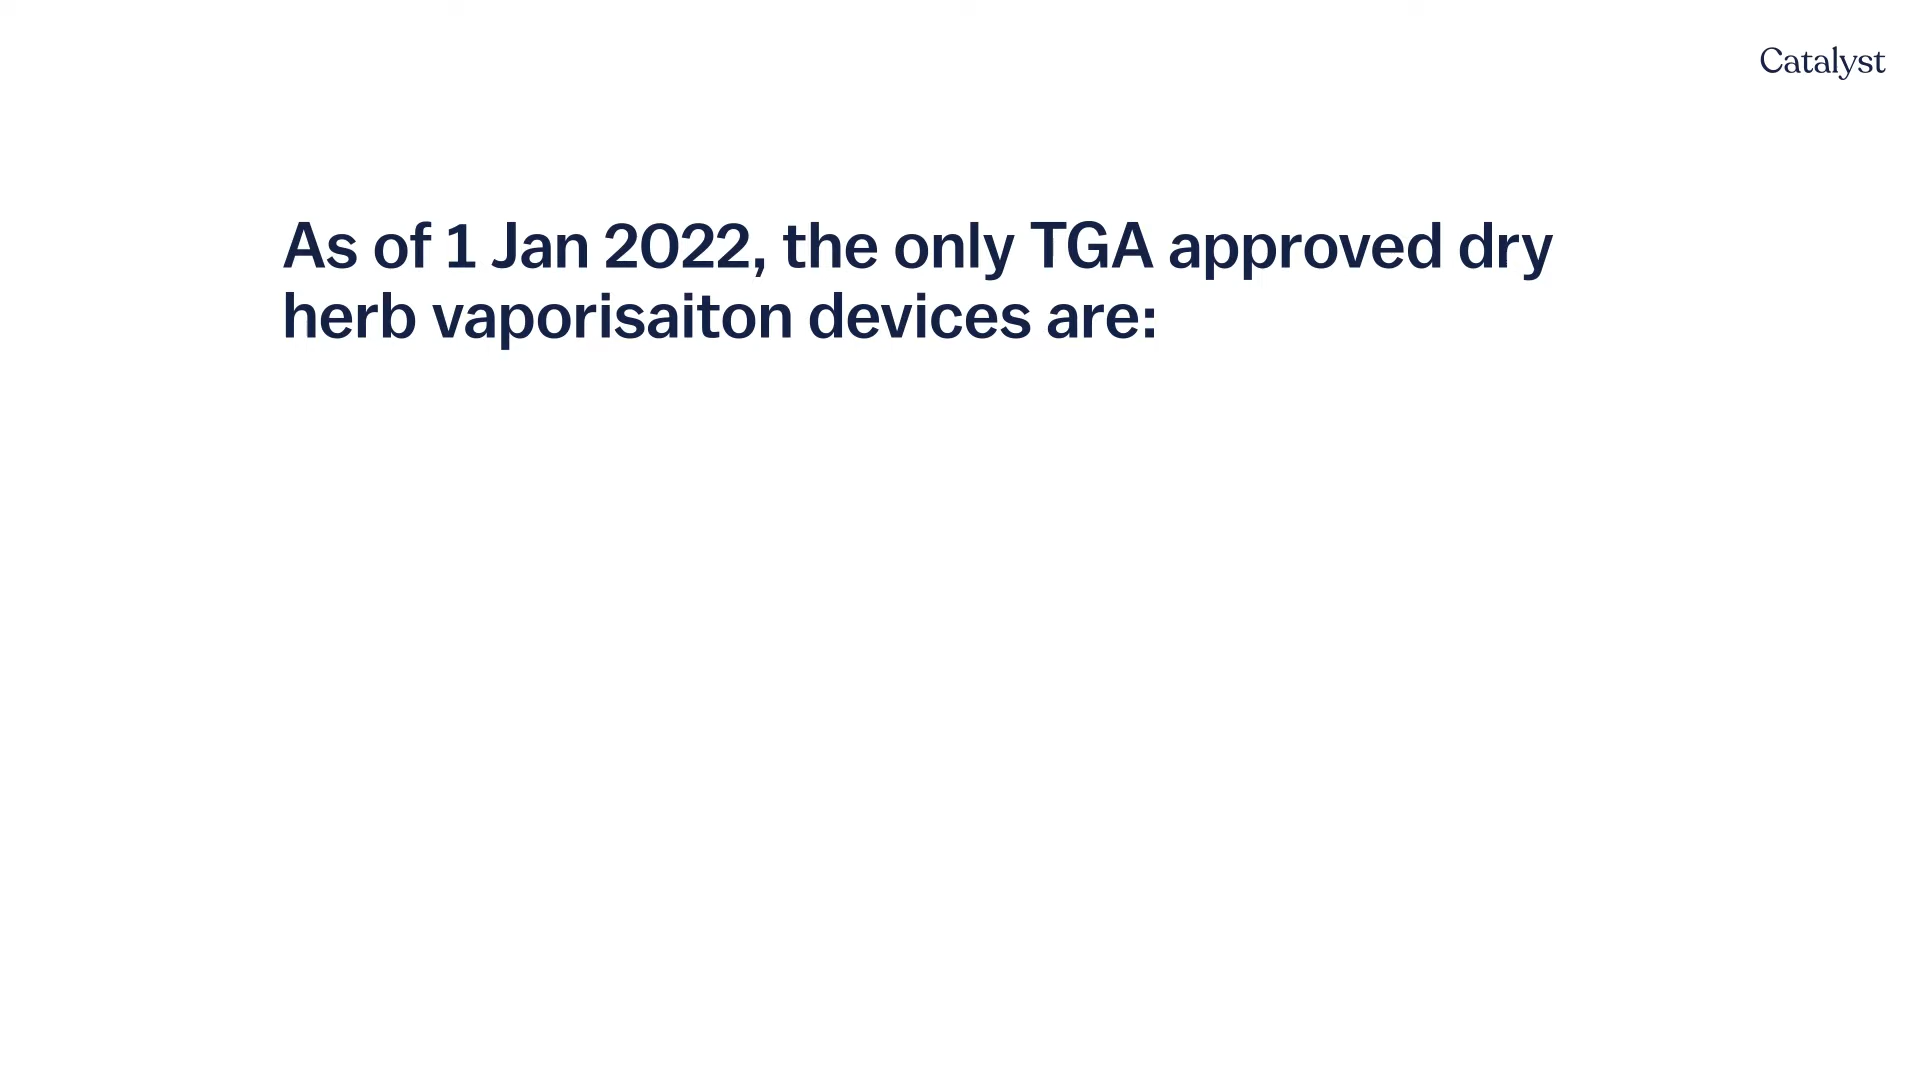 Catalyst
As of 1 Jan 2022, the only TGA approved dry
herb vaporisaiton devices are: